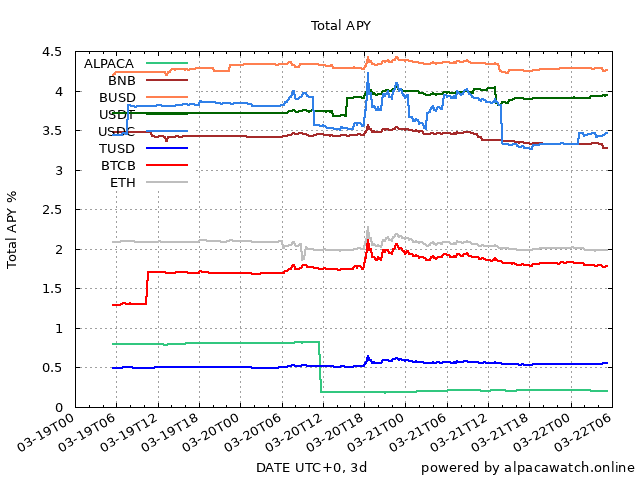 Total APY
Total APY %
4.5
4
3.5
3
2.5
2
1.5
1
0.5
0
ALPACA
BNB
BUSD
USDT
USDC
TUSD
BTCB
ETH
03-19T00
03-19T06
03-19T12
03-19T18
03-20T00
03-20T06
03-20T12
03-20T18
03-21T00
03-21T06
03-21T12
03-21T18
03-22T00
03-22T06
DATE UTC+0, 3d
powered by alpacawatch.online